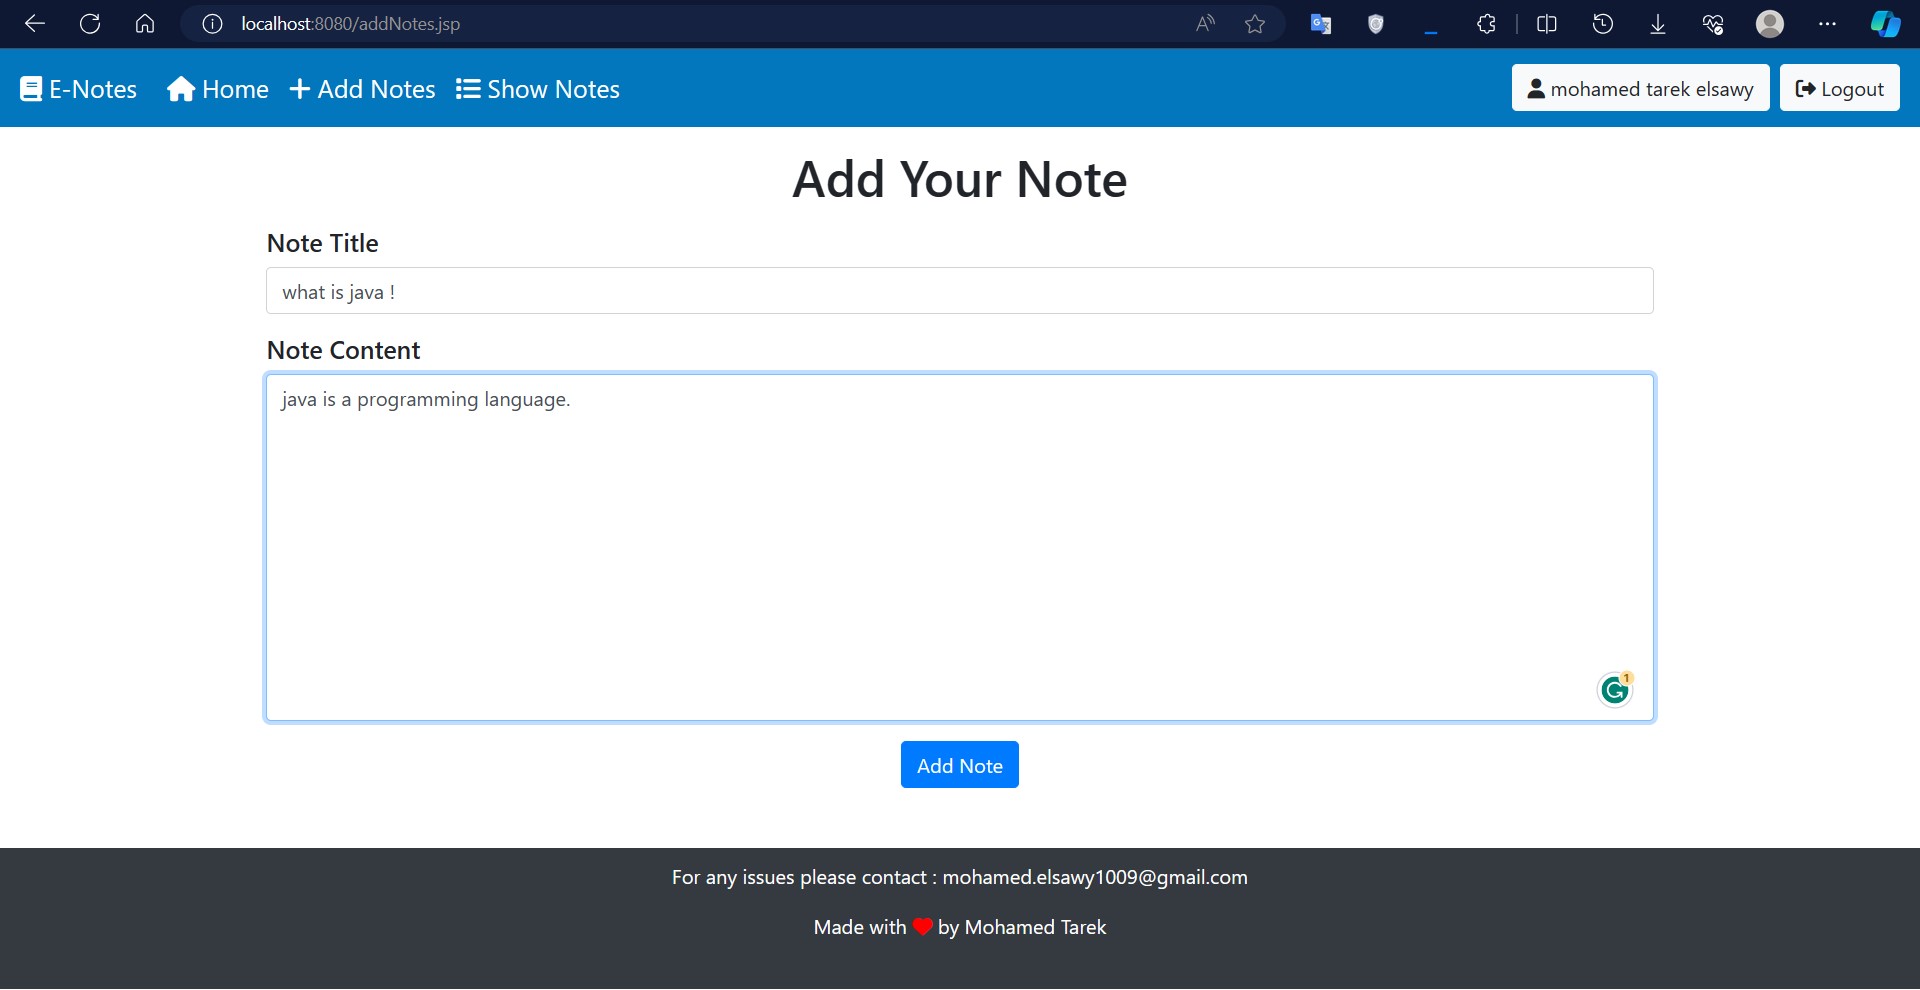 localhost:8080/addNotes.jsp
E-Notes Home Add Notes Show Notes mohamed tarek elsawy Logout
Add Your Note
Note Title
what is java !
Note Content
java is a programming language.
1
Add Note
For any issues please contact : mohamed.elsawy1009@gmail.com
Made with ❤ by Mohamed Tarek